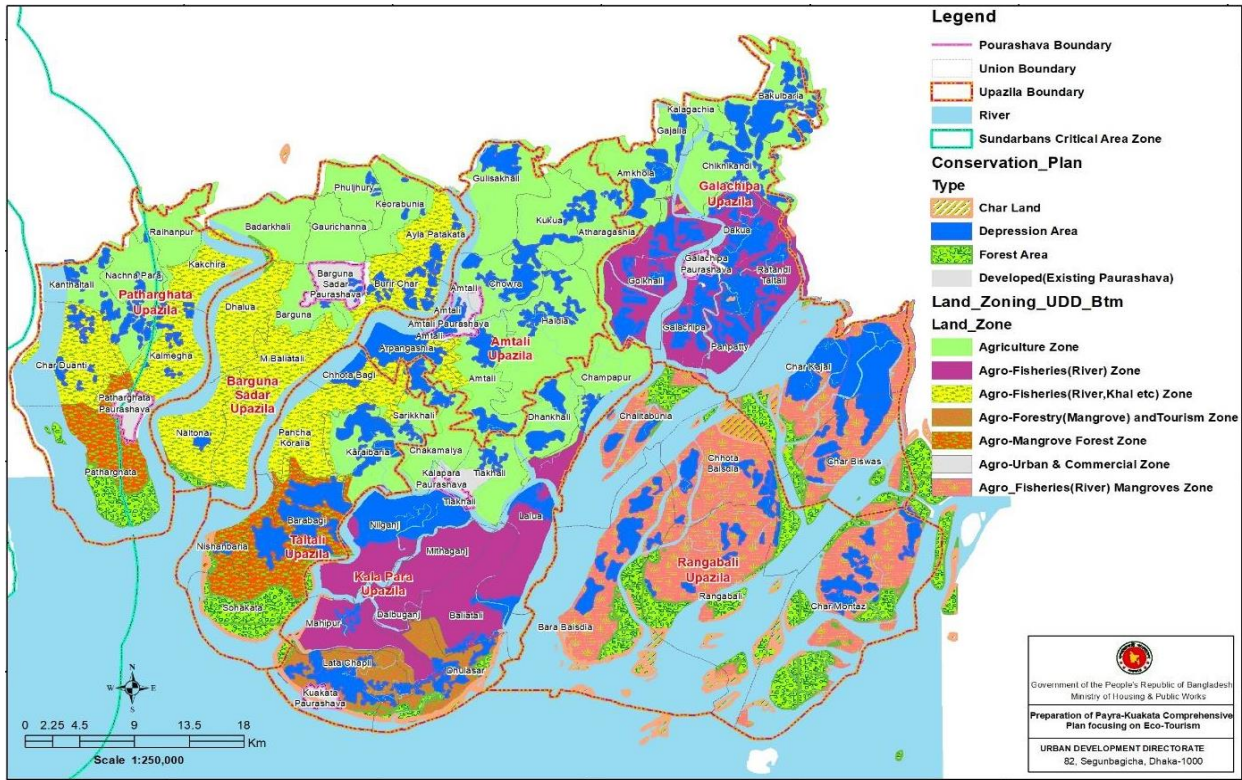 Legend
Pourashava Boundary
Union Boundary
Upazila Boundary
River
Sundarbans Critical Area Zone
Conservation_Plan
Type
Char Land
Depression Area
Forest Area
Developed(Existing Paurashava)
Land_Zoning_UDD_Btm
Land_Zone
Agriculture Zone
Agro-Fisheries(River) Zone
Agro-Fisheries(River,Khal etc) Zone
Agro-Forestry(Mangrove) andTourism Zone
Agro-Mangrove Forest Zone
Agro-Urban & Commercial Zone
Agro_Fisheries(River) Mangroves Zone
Bakulbaria
Kalagachia
Gajalia
Chiknikandi
Amkhola
Galachipa
Upazila
Gulisakhali
Kukua
Atharagashia
Phuljhury
Keorabunia
Badarkhali
Gaurichanna
Ayla Patakata
Dakua
Galachipa
Paurashava
Ratandi
Taltali
Golkhali
Galachipa
Panpatty
Raihanpur
Kakchira
Nachna Para
Kanthaltali
Patharghata
Upazila
Dhalua
Barguna
Sadar
Paurashava
Burir Char
Barguna
Amtali
Amtali
Amtali Paurashava
Amtali
Chowra
Haldia
Amtali
Upazila
Arpangashia
Amtali
Kalmegha
Char Duanti
M.Baliatali
Chhota Bagi
Barguna
Sadar
Upazila
Patharghata
Paurashava
Champapur
Char Kajal
Chalitabunia
Sarikkhali
Dhankhali
Naltona
Pancha
Koralia
Karaibaria
Chakamaiya
Kalapara
Paurashava
Tiakhali
Tiakhali
Patharghata
Chhota
Baisdia
Char Biswas
Lalua
Nilganj
Barabagi
Nishanbaria
Taltali
Upazila
Mithaganj
Kala Para
Upazila
Rangabali
Upazila
Rangabali
Sohakata
Mahipur
Dalbuganj
Baliatali
Char Montaz
Bara Baisdia
Lata Chapli
Dhulasar
Kuakata
Paurashava
N
W E
S
0 2.25 4.5 9 13.5 18
Km
Scale 1:250,000
Government of the People's Republic of Bangladesh
Ministry of Housing & Public Works
Preparation of Payra-Kuakata Comprehensive
Plan focusing on Eco-Tourism
URBAN DEVELOPMENT DIRECTORATE
82, Segunbagicha, Dhaka-1000